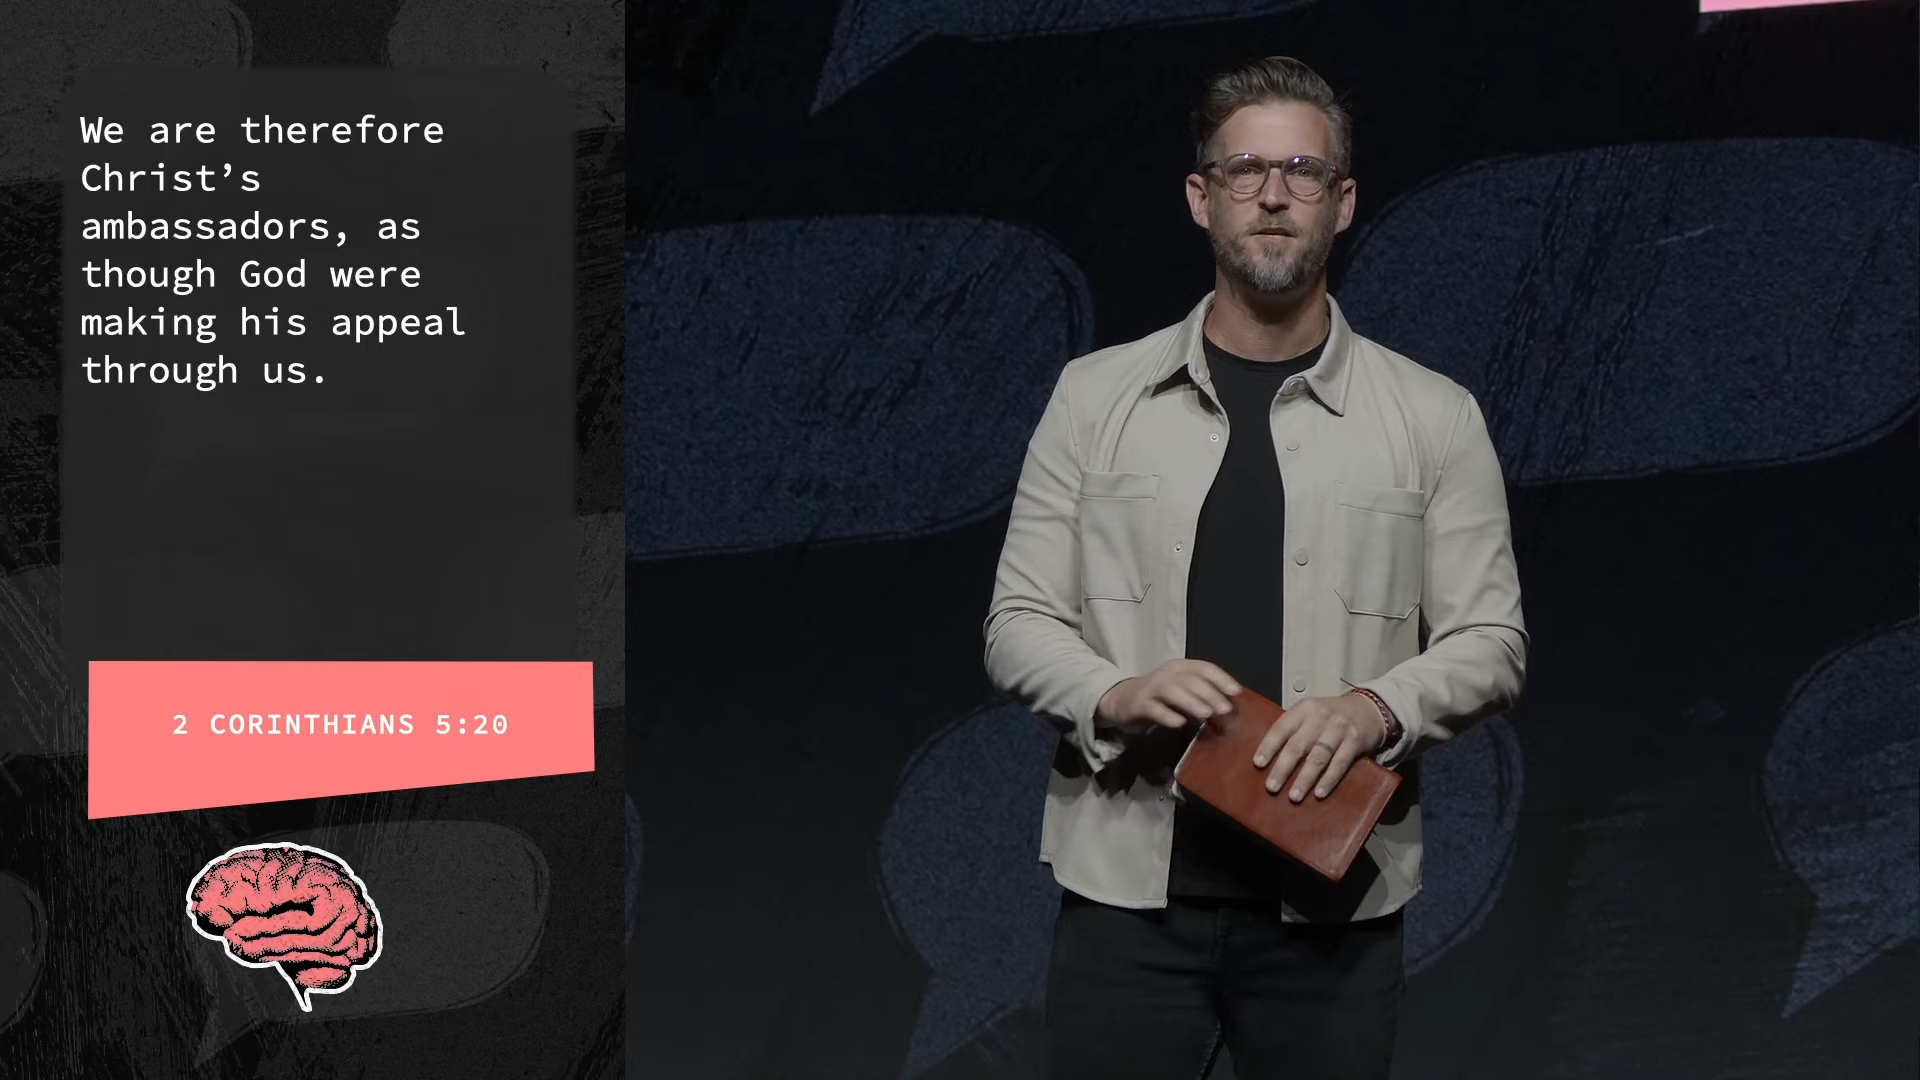 We are therefore
Christ’s
ambassadors, as
though God were
making his appeal
through us.
2 CORINTHIANS 5:20